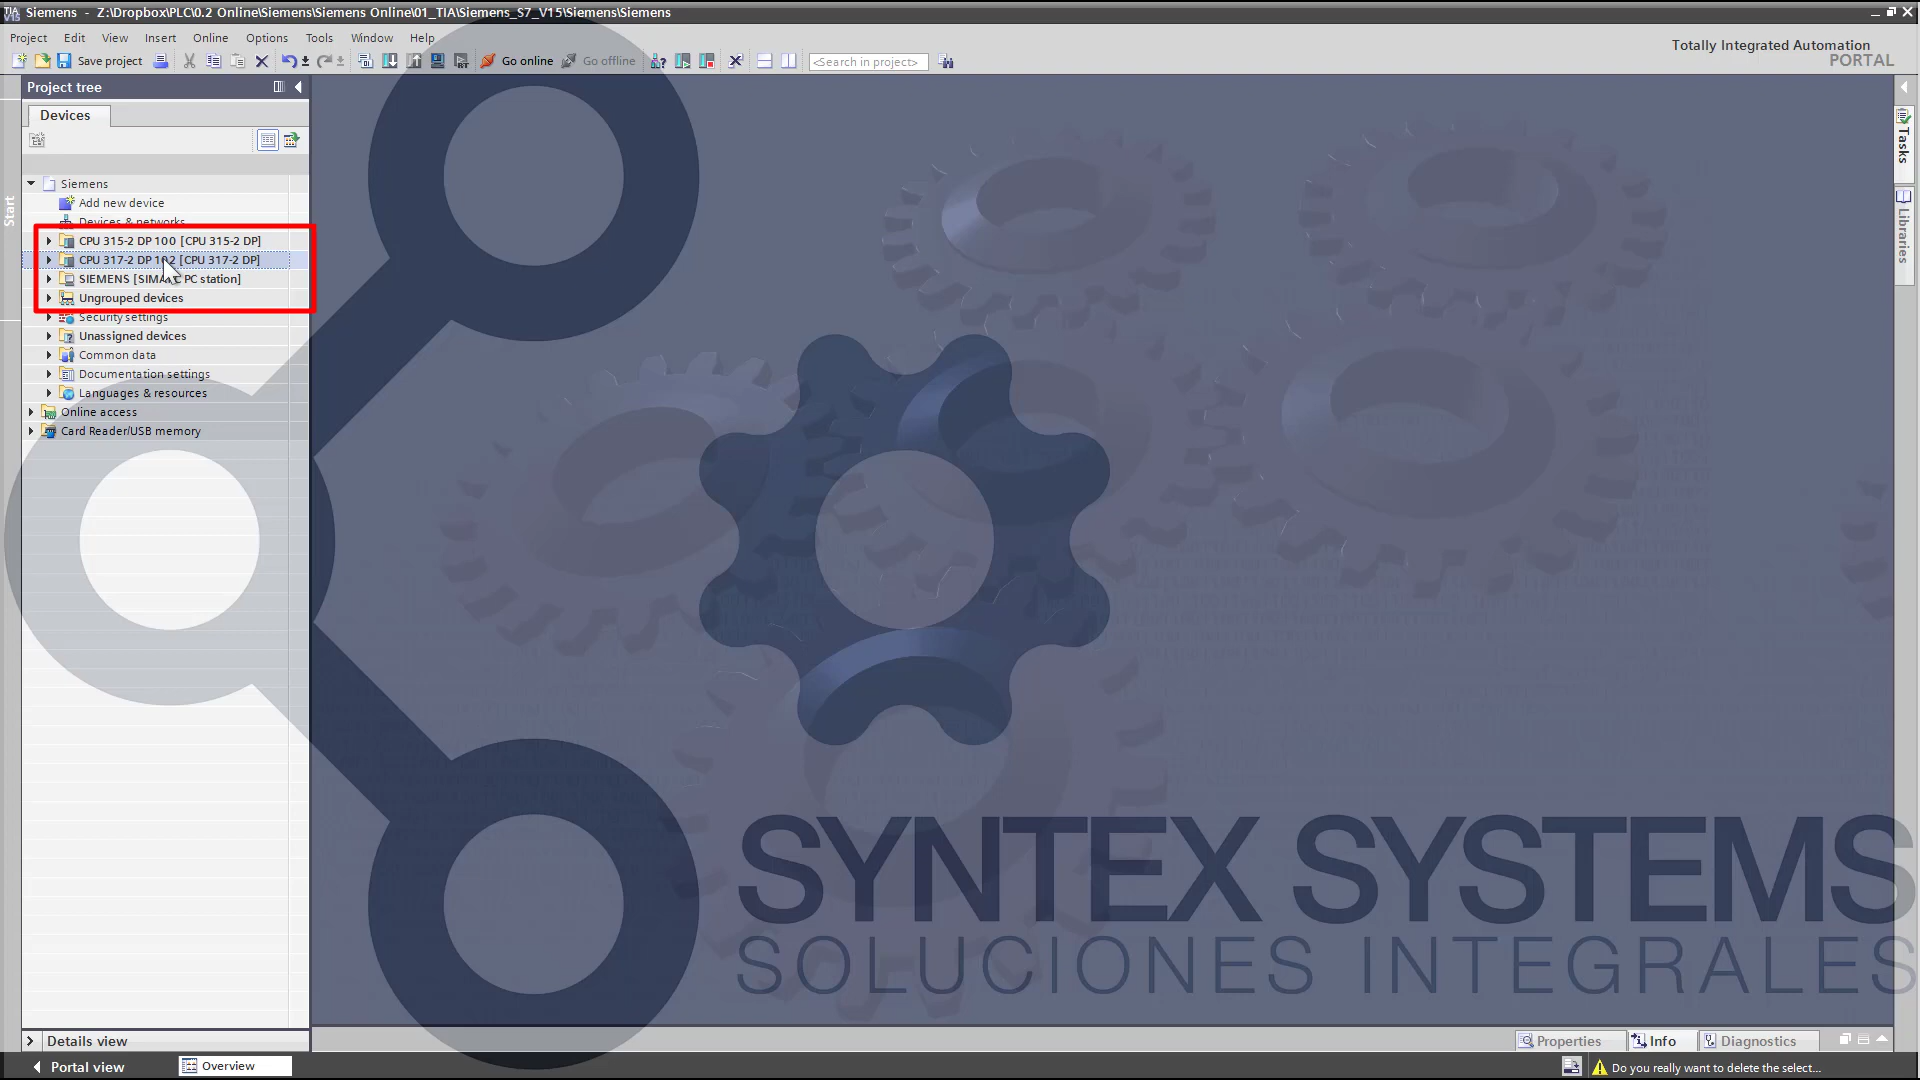 Siemens - Z:\Dropbox\PLC\0.2 Online\Siemens\Siemens Online\01_TIA\Siemens_S7_V15\Siemens\Siemens
Project Edit View Insert Online Options Tools Window Help
Totally Integrated Automation
PORTAL
Save project Go online Go offline <Search in project>
Project tree
Devices
Start
Siemens
Add new device
Devices & networks
CPU 315-2 DP 100 [CPU 315-2 DP]
CPU 317-2 DP 102 [CPU 317-2 DP]
SIEMENS [SIMATIC PC station]
Ungrouped devices
Security settings
Unassigned devices
Common data
Documentation settings
Languages & resources
Online access
Card Reader/USB memory
Tasks
Libraries
SYNTEX SYSTEMS
SOLUCIONES INTEGRALES
Details view
Properties Info Diagnostics
Portal view Overview
Do you really want to delete the select...